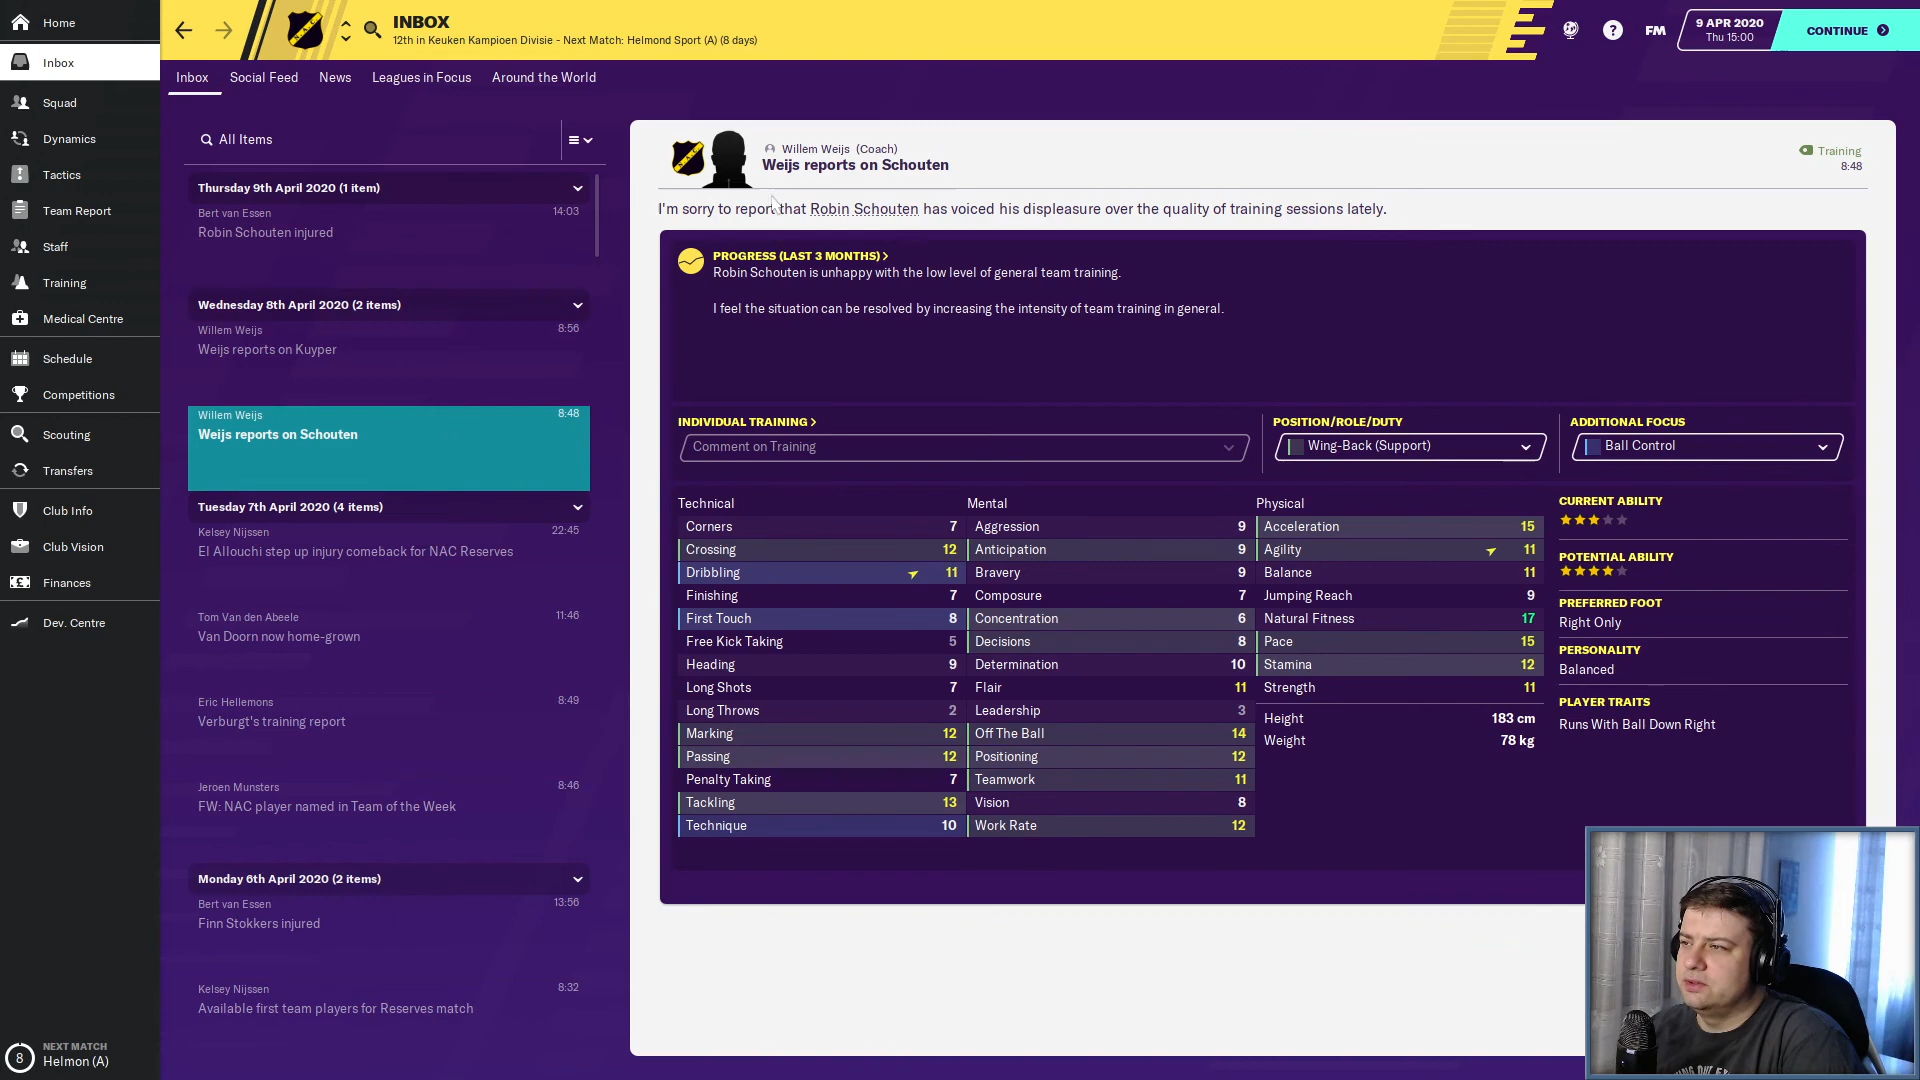 Home
Inbox
Squad
Dynamics
Tactics
Team Report
Staff
Training
Medical Centre
Schedule
Competitions
Scouting
Transfers
Club Info
Club Vision
Finances
Dev. Centre
8
NEXT MATCH
Helmon (A)
INBOX
12th in Keuken Kampioen Divisie - Next Match: Helmond Sport (A) (8 days)
FM
9 APR 2020
Thu 15:00
CONTINUE
Inbox
Social Feed
News
Leagues in Focus
Around the World
All Items
Thursday 9th April 2020 (1 item)
Bert van Essen 14:03
Robin Schouten injured
Wednesday 8th April 2020 (2 items)
Willem Weijs 8:56
Weijs reports on Kuyper
Willem Weijs 8:48
Weijs reports on Schouten
Tuesday 7th April 2020 (4 items)
Kelsey Nijssen 22:45
El Allouchi step up injury comeback for NAC Reserves
Tom Van den Abeele 11:46
Van Doorn now home-grown
Eric Hellemons 8:49
Verburgt's training report
Jeroen Munsters 8:46
FW: NAC player named in Team of the Week
Monday 6th April 2020 (2 items)
Bert van Essen 13:56
Finn Stokkers injured
Kelsey Nijssen 8:32
Available first team players for Reserves match
Willem Weijs (Coach)
Weijs reports on Schouten
Training
8:48
I'm sorry to report that Robin Schouten has voiced his displeasure over the quality of training sessions lately.
PROGRESS (LAST 3 MONTHS)
Robin Schouten is unhappy with the low level of general team training.
I feel the situation can be resolved by increasing the intensity of team training in general.
INDIVIDUAL TRAINING
Comment on Training
POSITION/ROLE/DUTY
Wing-Back (Support)
ADDITIONAL FOCUS
Ball Control
Technical
Corners 7
Crossing 12
Dribbling 11
Finishing 7
First Touch 8
Free Kick Taking 5
Heading 9
Long Shots 7
Long Throws 2
Marking 12
Passing 12
Penalty Taking 7
Tackling 13
Technique 10
Mental
Aggression 9
Anticipation 9
Bravery 9
Composure 7
Concentration 6
Decisions 8
Determination 10
Flair 11
Leadership 3
Off The Ball 14
Positioning 12
Teamwork 11
Vision 8
Work Rate 12
Physical
Acceleration 15
Agility 11
Balance 11
Jumping Reach 9
Natural Fitness 17
Pace 15
Stamina 12
Strength 11
Height 183 cm
Weight 78 kg
CURRENT ABILITY
POTENTIAL ABILITY
PREFERRED FOOT
Right Only
PERSONALITY
Balanced
PLAYER TRAITS
Runs With Ball Down Right